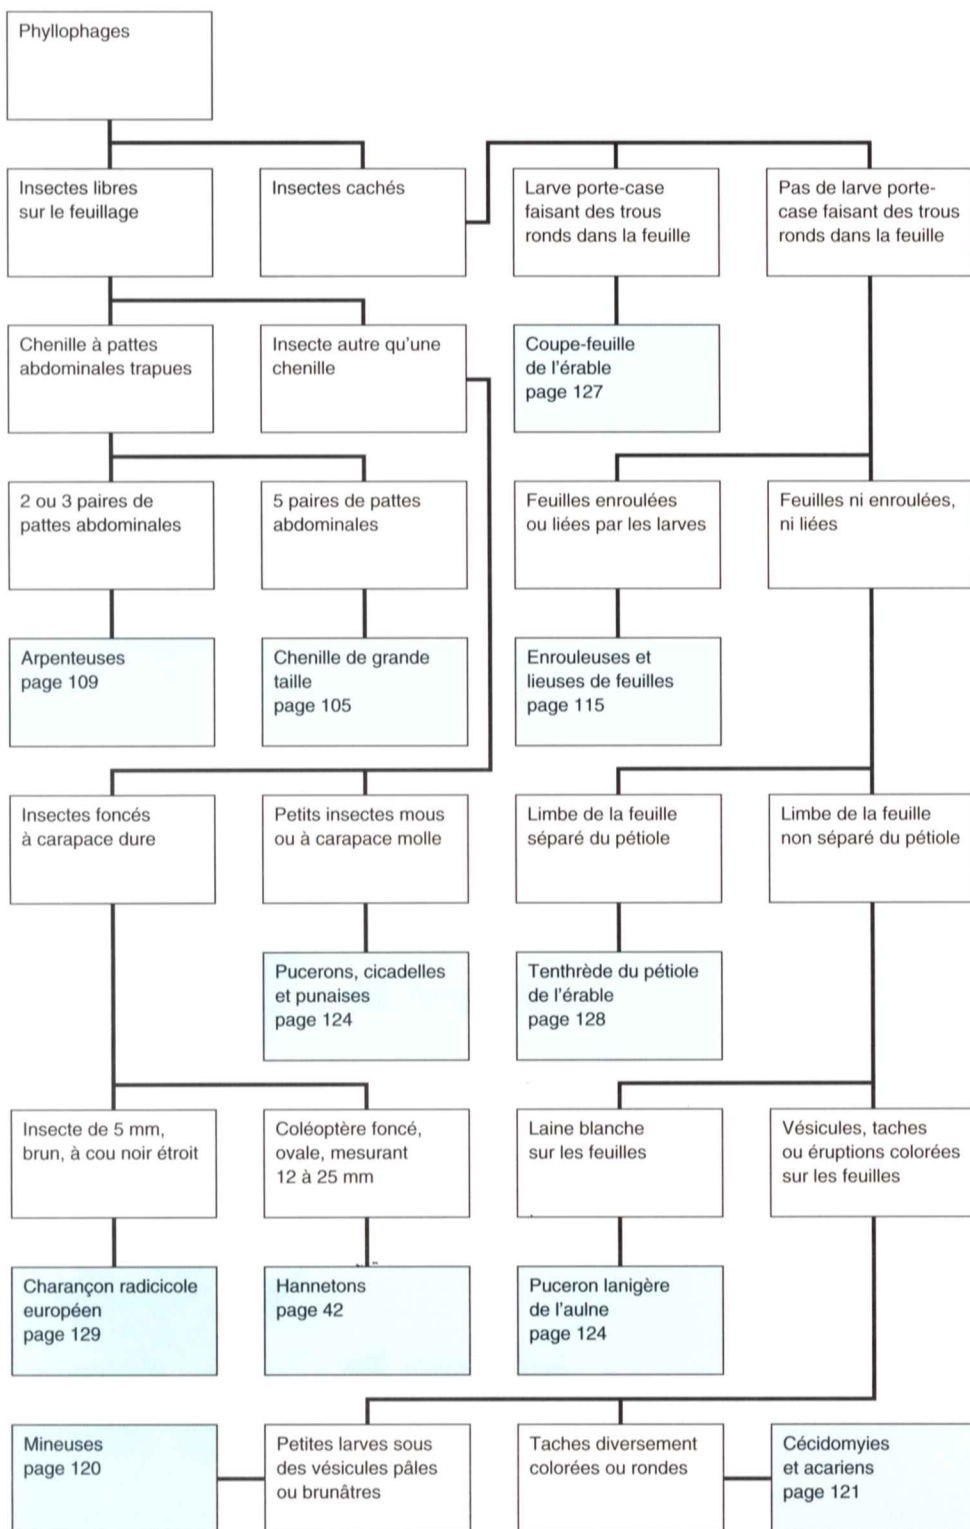 Phyllophages
Insectes libres
sur le feuillage
Insectes cachés
Larve porte-case
faisant des trous
ronds dans la feuille
Pas de larve porte-
case faisant des trous
ronds dans la feuille
Chenille à pattes
abdominales trapues
Insecte autre qu'une
chenille
Coupe-feuille
de l'érable
page 127
2 ou 3 paires de
pattes abdominales
5 paires de pattes
abdominales
Feuilles enroulées
ou liées par les larves
Feuilles ni enroulées,
ni liées
Arpenteuses
page 109
Chenille de grande
taille
page 105
Enrouleuses et
lieuses de feuilles
page 115
Insectes foncés
à carapace dure
Petits insectes mous
ou à carapace molle
Limbe de la feuille
séparé du pétiole
Limbe de la feuille
non séparé du pétiole
Pucerons, cicadelles
et punaises
page 124
Tenthrède du pétiole
de l'érable
page 128
Insecte de 5 mm,
brun, à cou noir étroit
Coléoptère foncé,
ovale, mesurant
12 à 25 mm
Laine blanche
sur les feuilles
Vésicules, taches
ou éruptions colorées
sur les feuilles
Charançon radicicole
européen
page 129
Hannetons
page 42
Puceron lanigère
de l'aulne
page 124
Mineuses
page 120
Petites larves sous
des vésicules pâles
ou brunâtres
Taches diversement
colorées ou rondes
Cécidomyies
et acariens
page 121